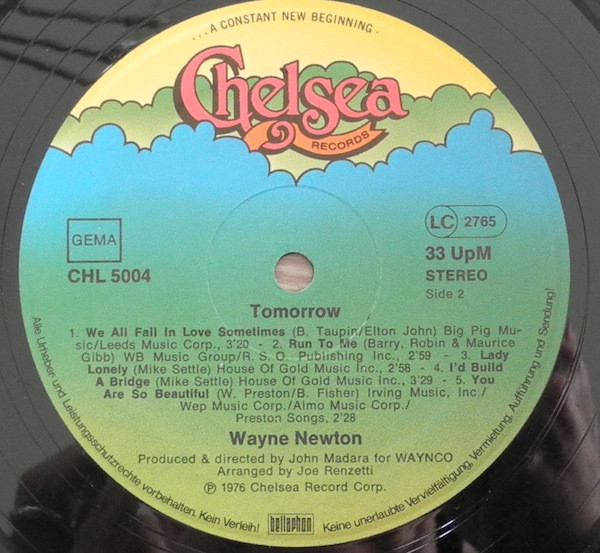 ...A CONSTANT NEW BEGINNING...
Chelsea
RECORDS
GEMA
CHL 5004
LC 2765
33 UpM
STEREO
Side 2
Tomorrow
1. We All Fall In Love Sometimes (B. Taupin/Elton John) Big Pig Mu-
sic/Leeds Music Corp., 3'20 - 2. Run To Me (Barry, Robin & Maurice
Gibb) WB Music Group/R.S.O. Publishing Inc., 2'59 - 3. Lady
Lonely (Mike Settle) House Of Gold Music Inc., 2'58 - 4. I'd Build
A Bridge (Mike Settle) House Of Gold Music Inc., 3'29 - 5. You
Are So Beautiful (W. Preston/B. Fisher) Irving Music, Inc./
Wep Music Corp./Almo Music Corp./
Preston Songs, 2'28
Wayne Newton
Produced & directed by John Madara for WAYNCO
Arranged by Joe Renzetti
℗ 1976 Chelsea Record Corp.
Alle Urheber- und Leistungsschutzrechte vorbehalten. Kein Verleih!
bellaphon
Keine unerlaubte Vervielfältigung, Vermietung, Aufführung und Sendung!